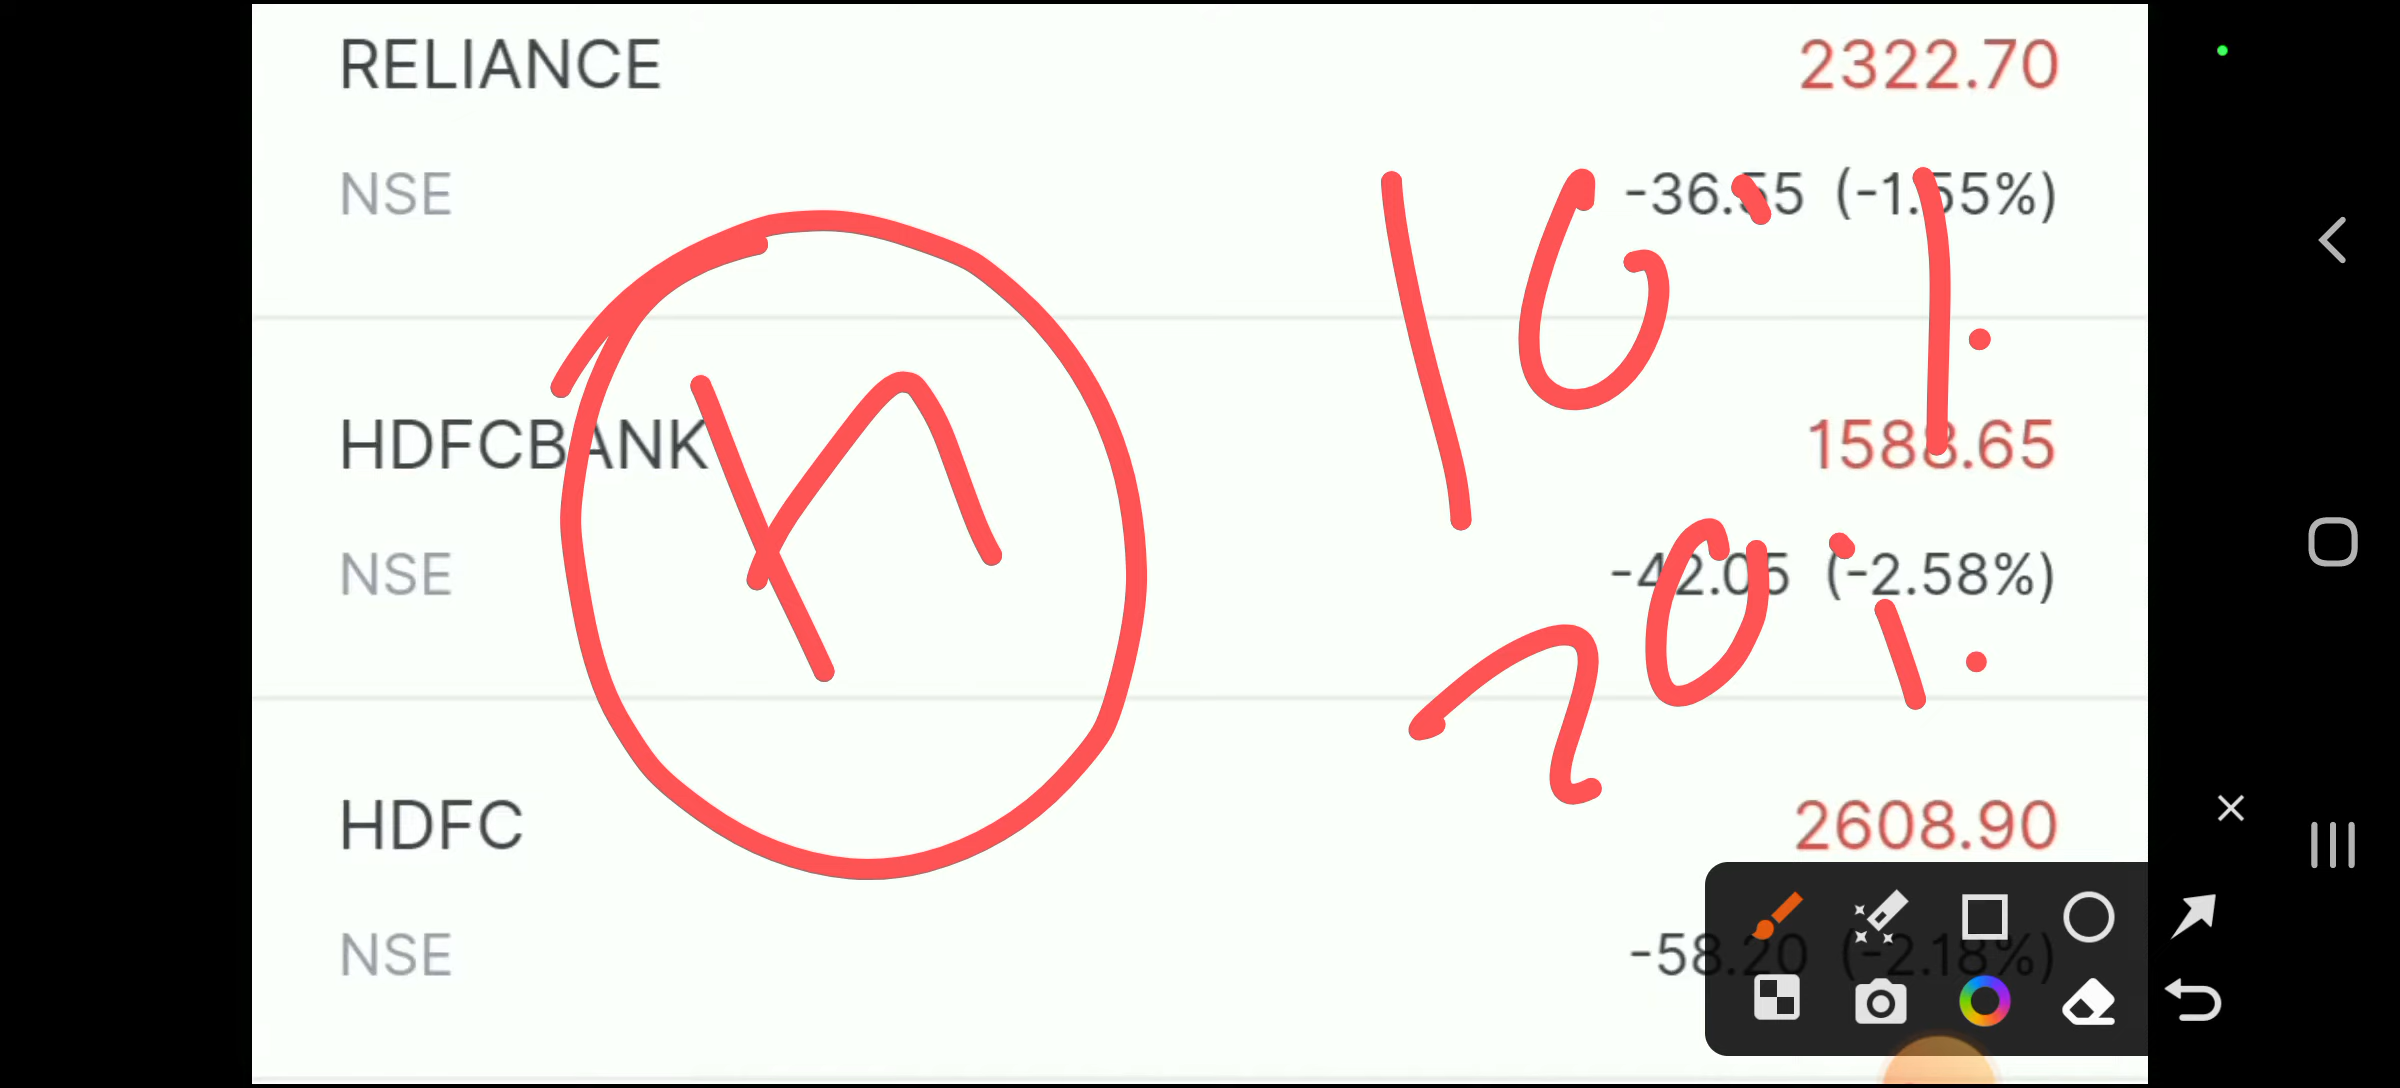 RELIANCE 2322.70
NSE -36.55 (-1.55%)
10%
HDFCBANK 1588.65
NSE -42.05 (-2.58%)
20%
HDFC 2608.90
NSE -58.20 (-2.18%)